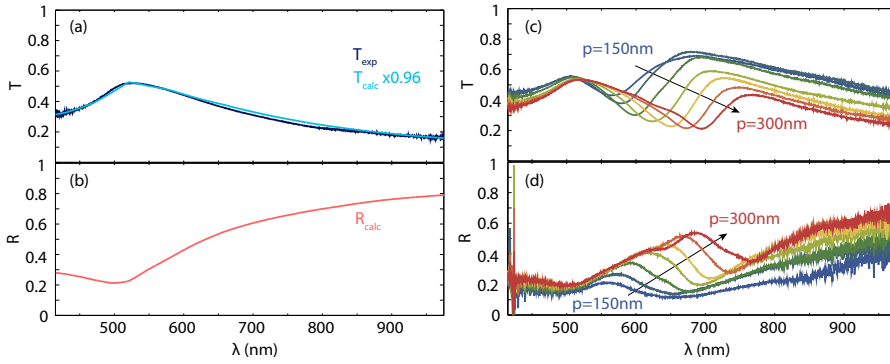 (a)
T_exp
T_calc x0.96
T
1
0.8
0.6
0.4
0.2
(b)
R_calc
R
1
0.8
0.6
0.4
0.2
0
500 600 700 800 900
λ (nm)
(c)
p=150nm
p=300nm
T
1
0.8
0.6
0.4
0.2
(d)
p=300nm
p=150nm
R
1
0.8
0.6
0.4
0.2
0
500 600 700 800 900
λ (nm)